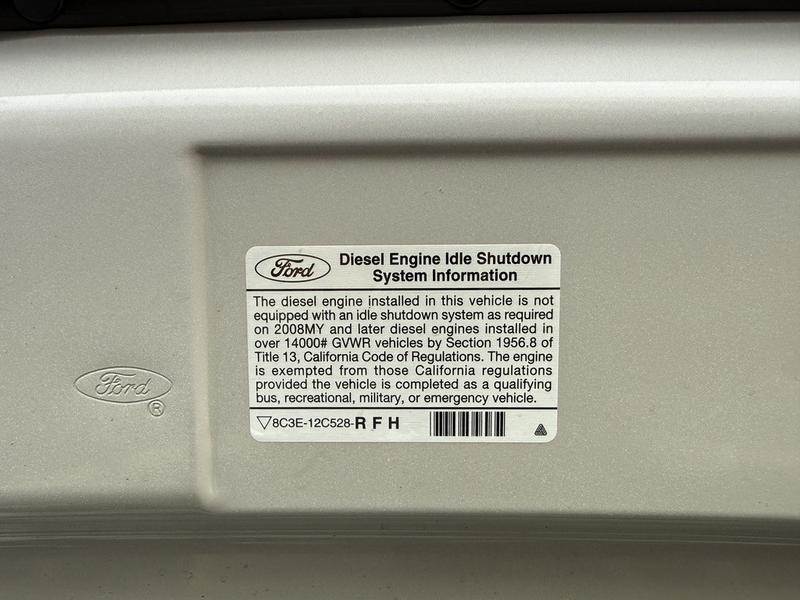 Ford
Diesel Engine Idle Shutdown
System Information
The diesel engine installed in this vehicle is not
equipped with an idle shutdown system as required
on 2008MY and later diesel engines installed in
over 14000# GVWR vehicles by Section 1956.8 of
Title 13, California Code of Regulations. The engine
is exempted from those California regulations
provided the vehicle is completed as a qualifying
bus, recreational, military, or emergency vehicle.
8C3E-12C528-R F H
Ford
®